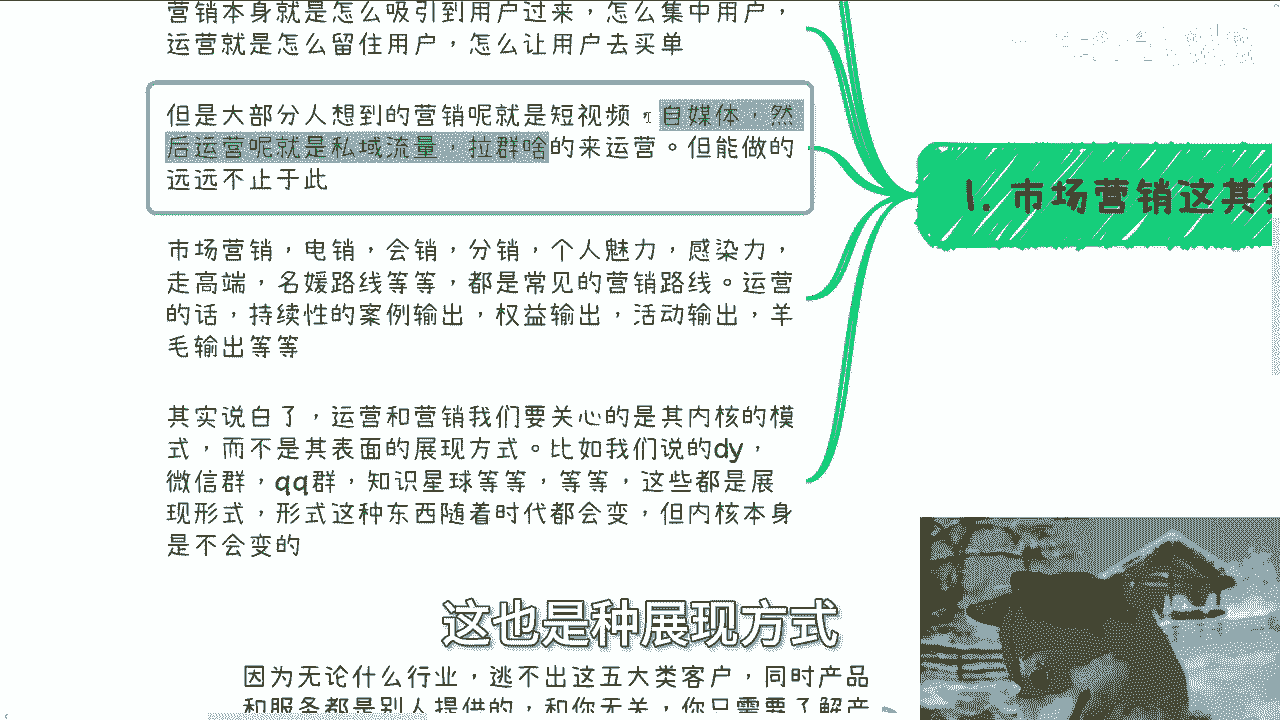 营销本身就是怎么吸引到用户过来，怎么集中用户，
运营就是怎么留住用户，怎么让用户去买单
但是大部分人想到的营销呢就是短视频，自媒体，然
后运营呢就是私域流量，拉群啥的来运营。但能做的
远远不止于此
1. 市场营销这其实
市场营销，电销，会销，分销，个人魅力，感染力，
走高端，名媛路线等等，都是常见的营销路线。运营
的话，持续性的案例输出，权益输出，活动输出，羊
毛输出等等
其实说白了，运营和营销我们要关心的是其内核的模
式，而不是其表面的展现方式。比如我们说的dy，
微信群，qq群，知识星球等等，等等，这些都是展
现形式，形式这种东西随着时代都会变，但内核本身
是不会变的
这也是种展现方式
因为无论什么行业，逃不出这五大类客户，同时产品
和服务都是别人提供的，和你无关，你只需要了解产